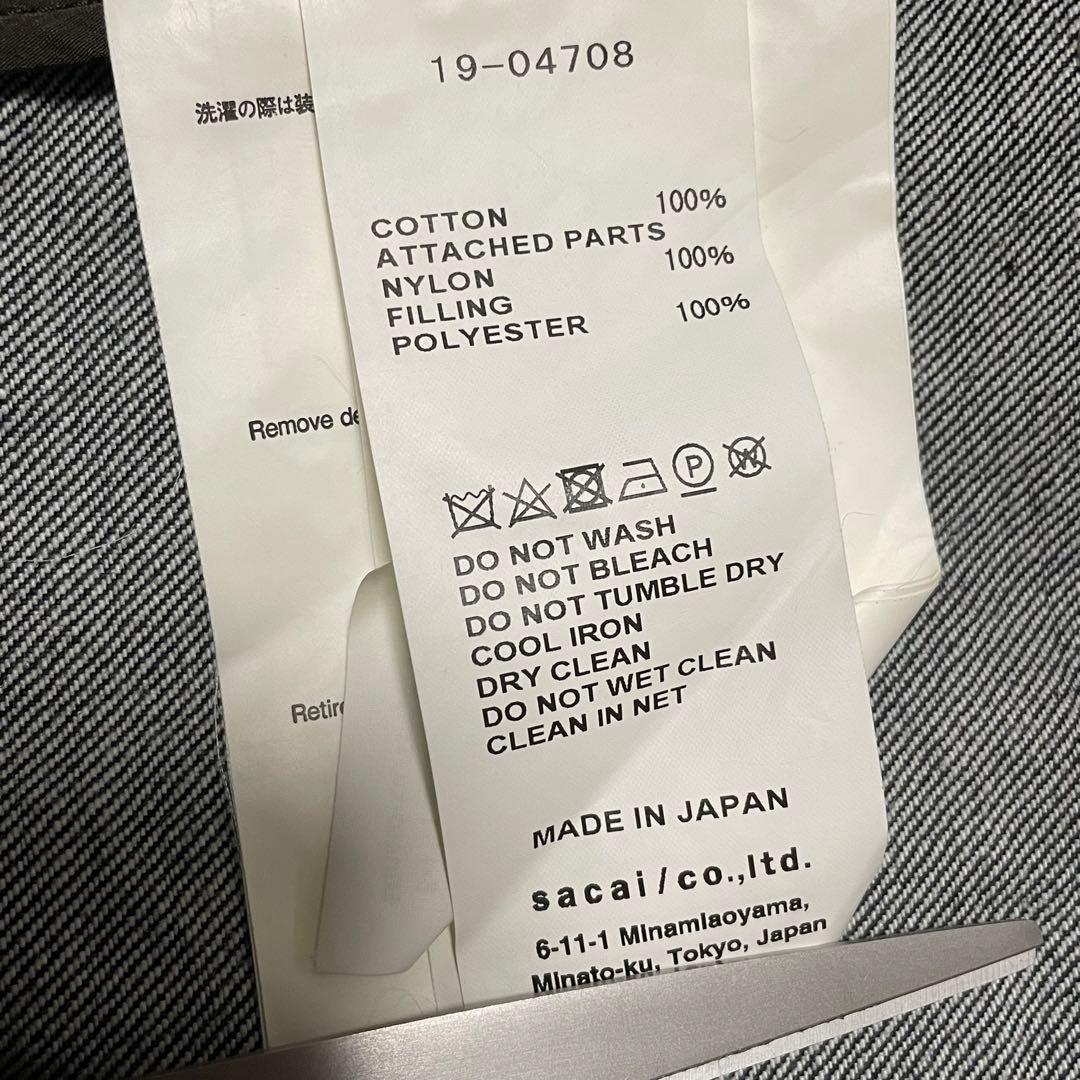 19-04708
洗濯の際は装
COTTON 100%
ATTACHED PARTS
NYLON 100%
FILLING
POLYESTER 100%
Remove de
P W
DO NOT WASH
DO NOT BLEACH
DO NOT TUMBLE DRY
COOL IRON
DRY CLEAN
DO NOT WET CLEAN
CLEAN IN NET
Retire
MADE IN JAPAN
sacai/co.,ltd.
6-11-1 Minamiaoyama,
Minato-ku, Tokyo, Japan